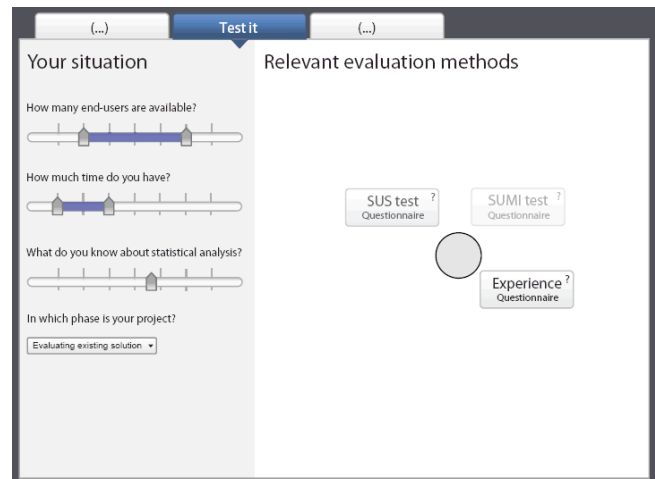 (...)
Test it
(...)
Your situation
Relevant evaluation methods
How many end-users are available?
How much time do you have?
What do you know about statistical analysis?
In which phase is your project?
Evaluating existing solution
SUS test ?
Questionnaire
SUMI test ?
Questionnaire
Experience ?
Questionnaire